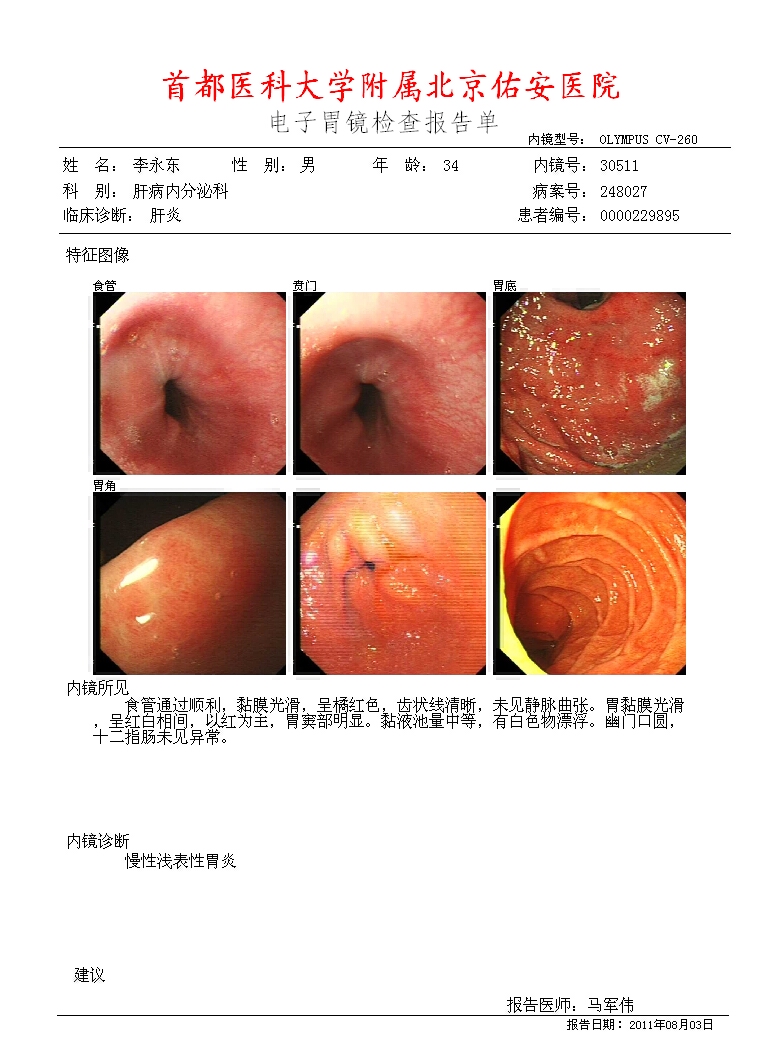 首都医科大学附属北京佑安医院
电子胃镜检查报告单
内镜型号: OLYMPUS CV-260
姓 名: 李永东 性 别: 男 年 龄: 34 内镜号: 30511
科 别: 肝病内分泌科 病案号: 248027
临床诊断: 肝炎 患者编号: 0000229895
特征图像
食管 贲门 胃底
胃角
内镜所见
食管通过顺利，黏膜光滑，呈橘红色，齿状线清晰，未见静脉曲张。胃黏膜光滑
，呈红白相间，以红为主，胃窦部明显。黏液池量中等，有白色物漂浮。幽门口圆，
十二指肠未见异常。
内镜诊断
慢性浅表性胃炎
建议
报告医师: 马军伟
报告日期: 2011年08月03日